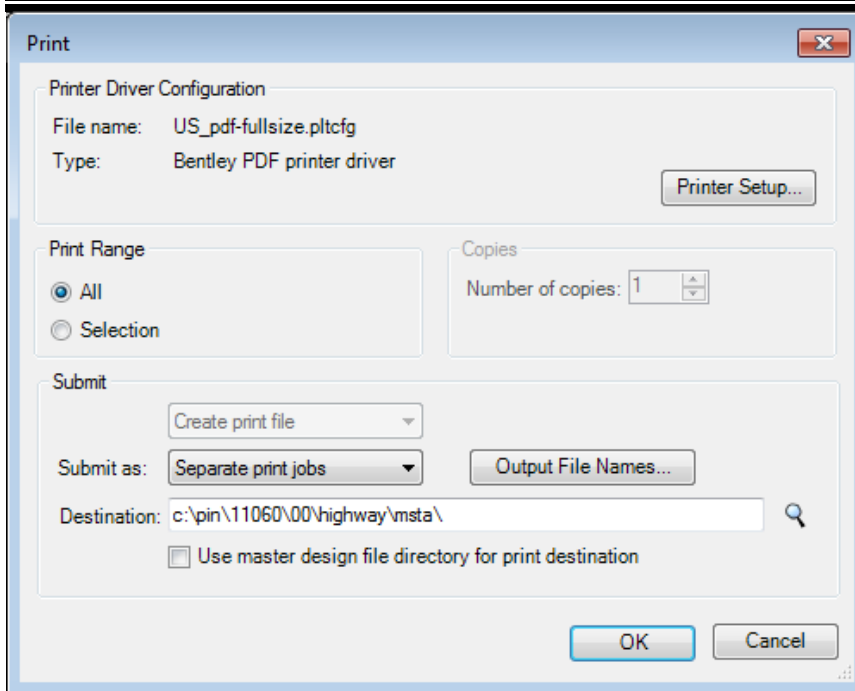 Print
Printer Driver Configuration
File name: US_pdf-fullsize.pltcfg
Type: Bentley PDF printer driver
Printer Setup...
Print Range
All
Selection
Copies
Number of copies: 1
Submit
Create print file
Submit as: Separate print jobs Output File Names...
Destination: c:\pin\11060\00\highway\msta\
Use master design file directory for print destination
OK Cancel